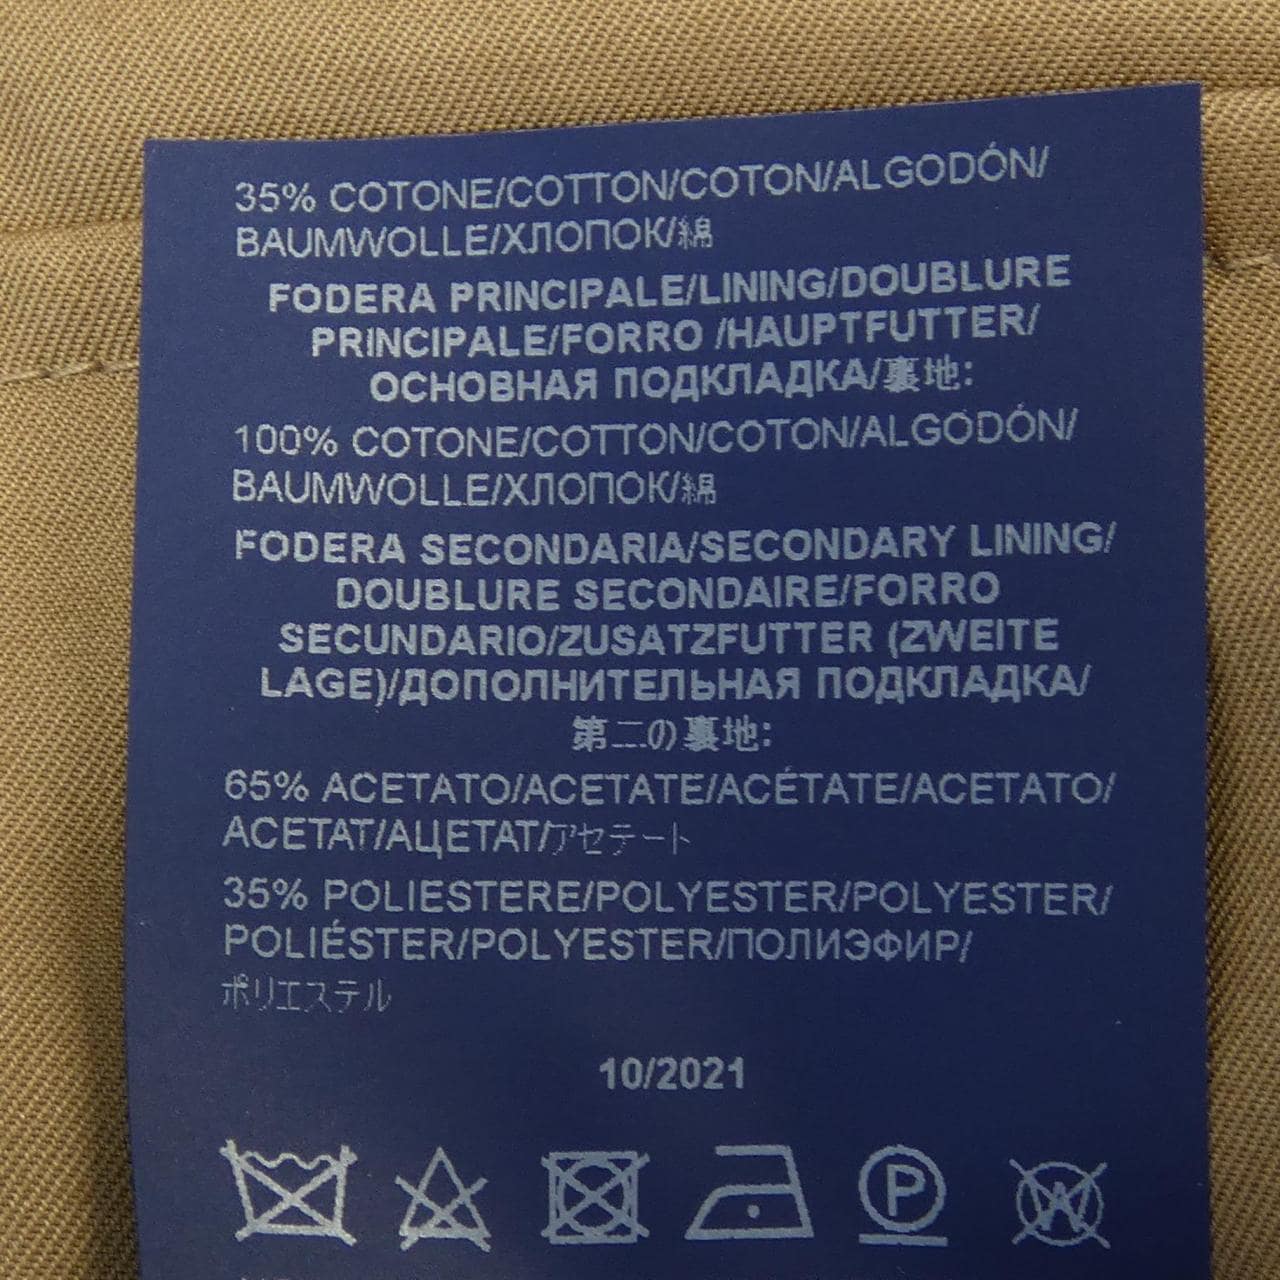 35% COTONE/COTTON/COTON/ALGODÓN/
BAUMWOLLE/ХЛОПОК/綿
FODERA PRINCIPALE/LINING/DOUBLURE
PRINCIPALE/FORRO /HAUPTFUTTER/
ОСНОВНАЯ ПОДКЛАДКА/裏地:
100% COTONE/COTTON/COTON/ALGODÓN/
BAUMWOLLE/ХЛОПОК/綿
FODERA SECONDARIA/SECONDARY LINING/
DOUBLURE SECONDAIRE/FORRO
SECUNDARIO/ZUSATZFUTTER (ZWEITE
LAGE)/ДОПОЛНИТЕЛЬНАЯ ПОДКЛАДКА/
第二の裏地:
65% ACETATO/ACETATE/ACÉTATE/ACETATO/
ACETAT/АЦЕТАТ/アセテート
35% POLIESTERE/POLYESTER/POLYESTER/
POLIÉSTER/POLYESTER/ПОЛИЭФИР/
ポリエステル
10/2021
P W